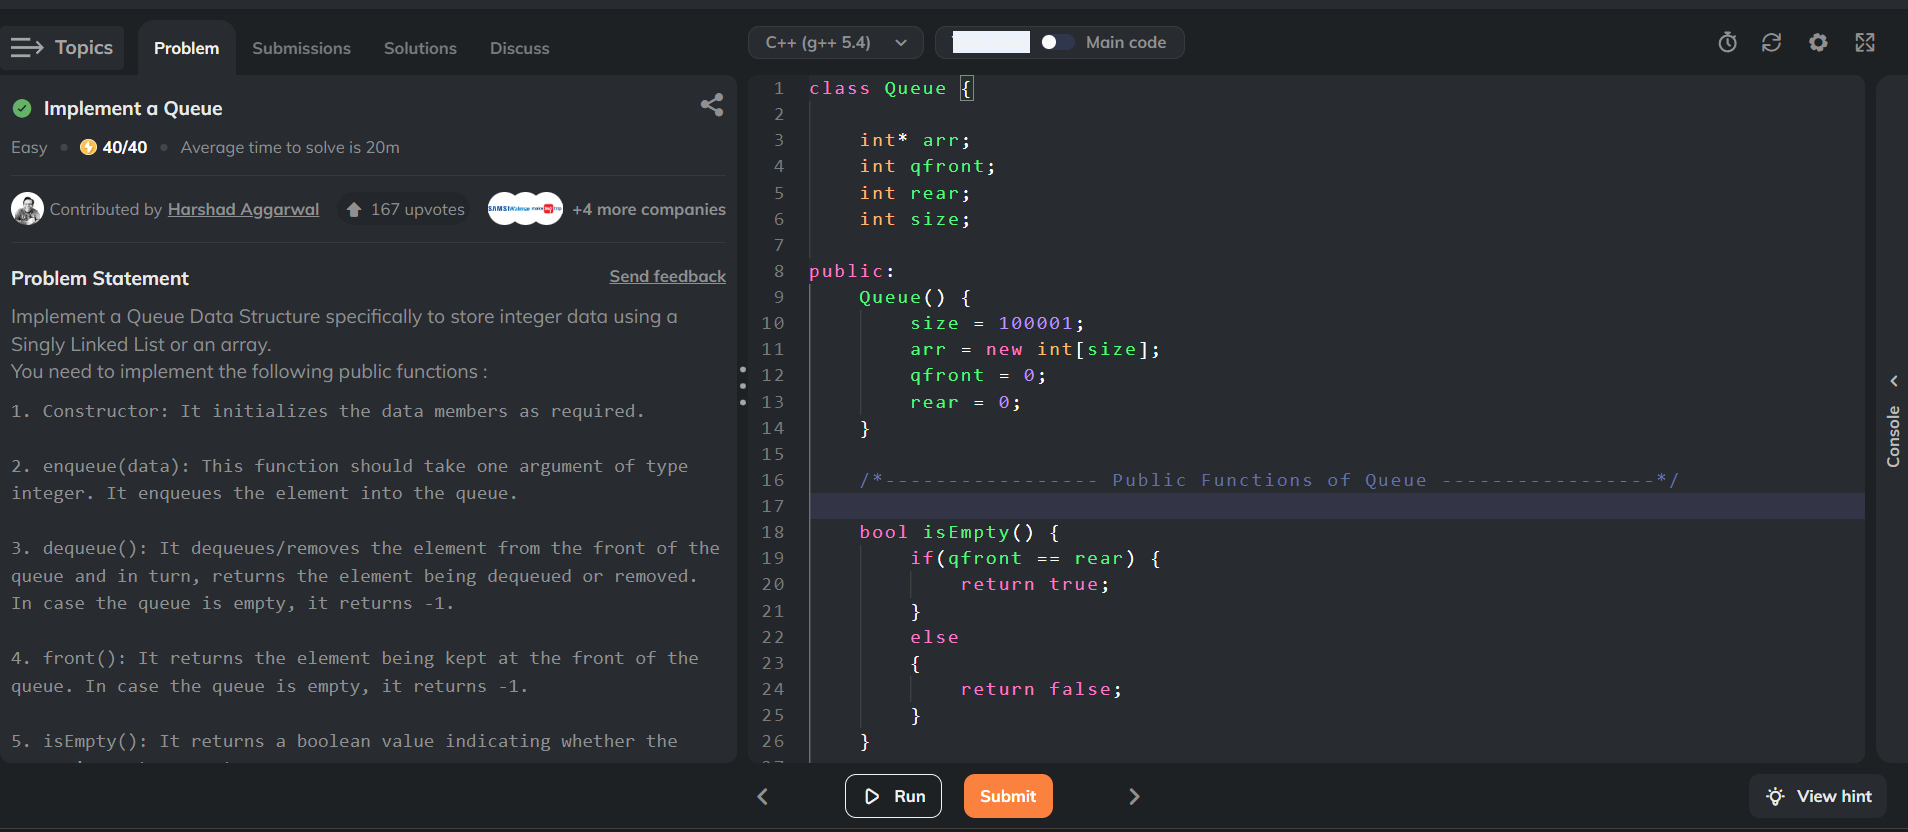 Topics
Problem
Submissions
Solutions
Discuss
Implement a Queue
Easy • 40/40 • Average time to solve is 20m
Contributed by Harshad Aggarwal
167 upvotes
+4 more companies
Problem Statement
Send feedback
Implement a Queue Data Structure specifically to store integer data using a
Singly Linked List or an array.
You need to implement the following public functions :
1. Constructor: It initializes the data members as required.
2. enqueue(data): This function should take one argument of type
integer. It enqueues the element into the queue.
3. dequeue(): It dequeues/removes the element from the front of the
queue and in turn, returns the element being dequeued or removed.
In case the queue is empty, it returns -1.
4. front(): It returns the element being kept at the front of the
queue. In case the queue is empty, it returns -1.
5. isEmpty(): It returns a boolean value indicating whether the
C++ (g++ 5.4)
Main code
1 class Queue {
2
3 int* arr;
4 int qfront;
5 int rear;
6 int size;
7
8 public:
9 Queue() {
10 size = 100001;
11 arr = new int[size];
12 qfront = 0;
13 rear = 0;
14 }
15
16 /*----------------- Public Functions of Queue -----------------*/
17
18 bool isEmpty() {
19 if(qfront == rear) {
20 return true;
21 }
22 else
23 {
24 return false;
25 }
26 }
Console
Run
Submit
View hint